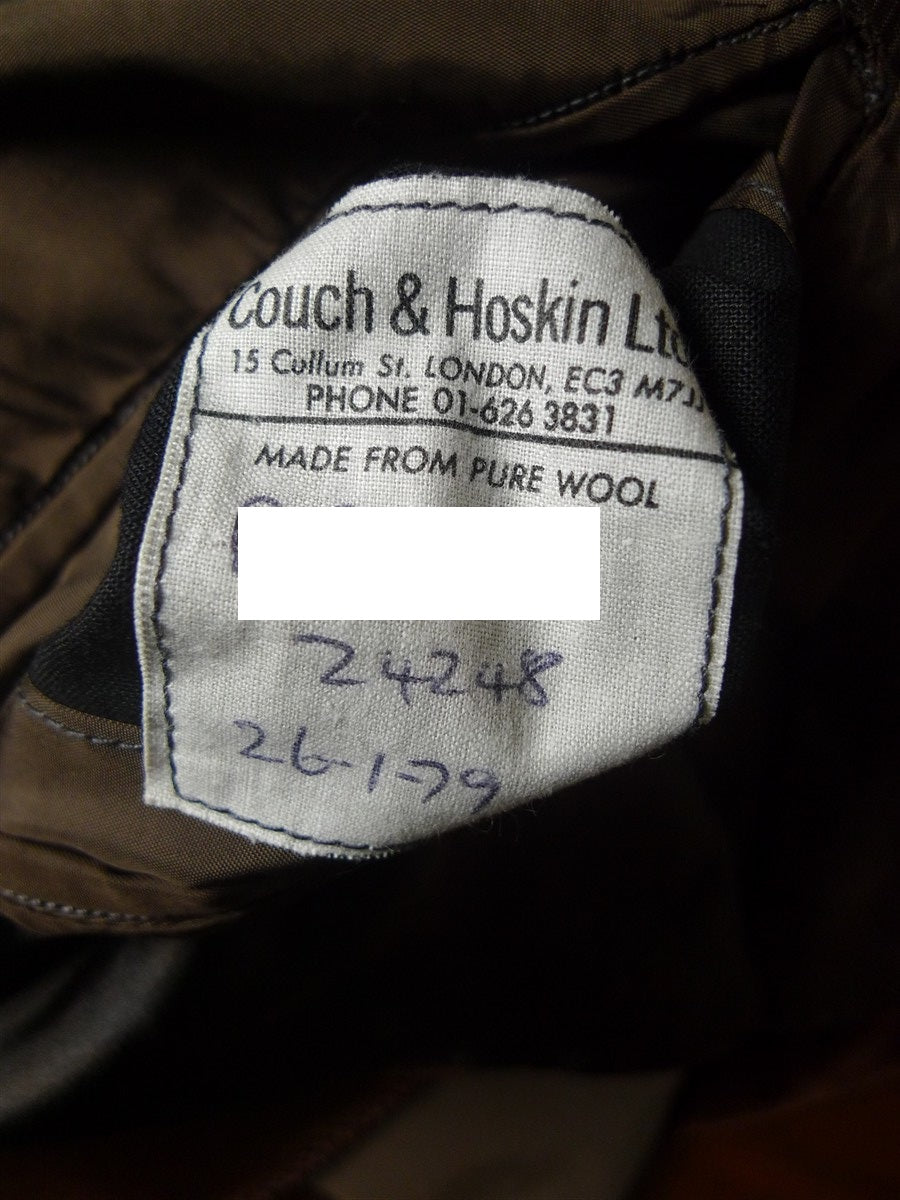 Couch & Hoskin Ltd
15 Cullum St. LONDON, EC3 M7JJ
PHONE 01-626 3831
MADE FROM PURE WOOL
24248
26-1-79